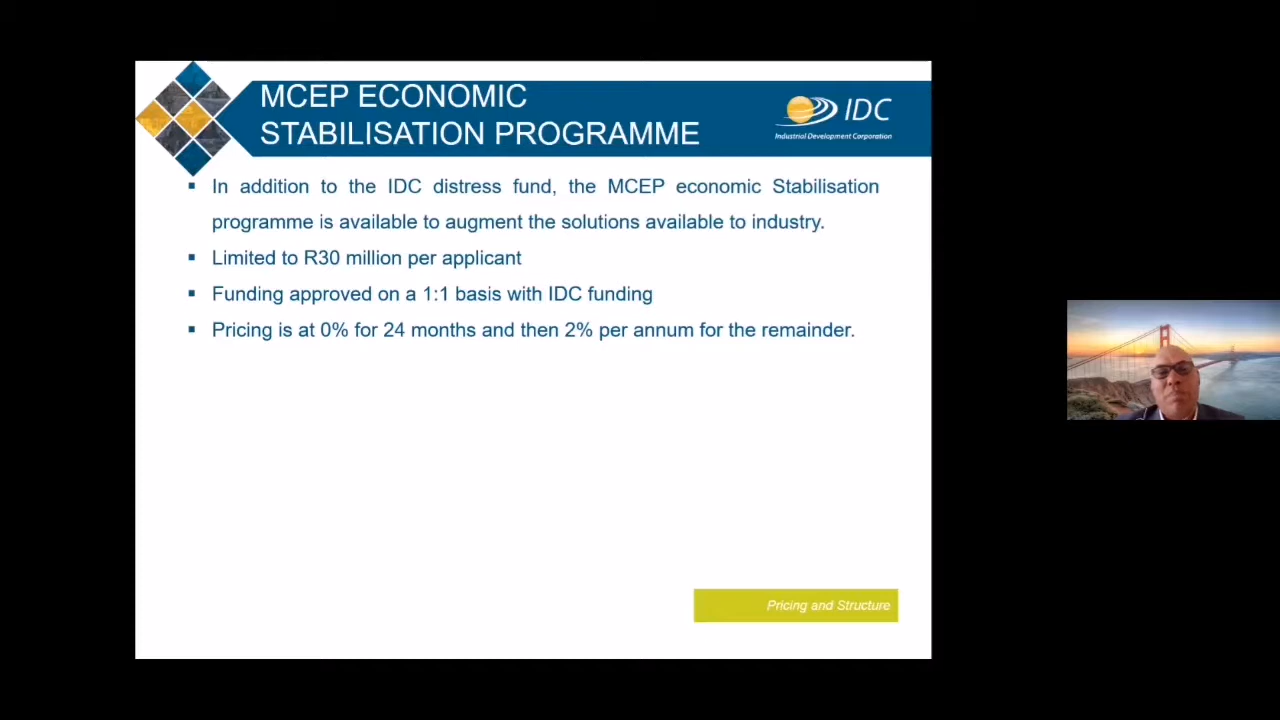 MCEP ECONOMIC
STABILISATION PROGRAMME
IDC
Industrial Development Corporation
▪ In addition to the IDC distress fund, the MCEP economic Stabilisation
programme is available to augment the solutions available to industry.
▪ Limited to R30 million per applicant
▪ Funding approved on a 1:1 basis with IDC funding
▪ Pricing is at 0% for 24 months and then 2% per annum for the remainder.
Pricing and Structure